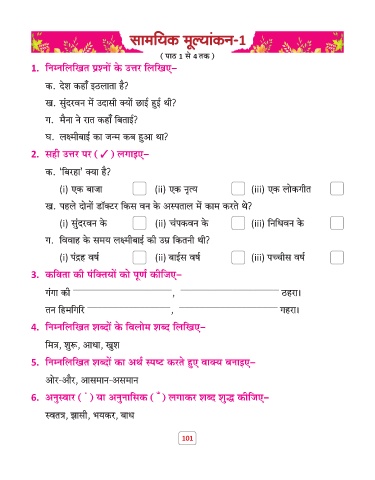 सामयिक मूल्यांकन-1
( पाठ 1 से 4 तक )
1. निम्नलिखित प्रश्नों के उत्तर लिखिए–
क. देश कहाँ इठलाता है?
ख. सुंदरवन में उदासी क्यों छाई हुई थी?
ग. मैना ने रात कहाँ बिताई?
घ. लक्ष्मीबाई का जन्म कब हुआ था?
2. सही उत्तर पर ( ✓ ) लगाइए–
क. 'बिरहा' क्या है?
(i) एक बाजा (ii) एक नृत्य (iii) एक लोकगीत
ख. पहले दोनों डॉक्टर किस वन के अस्पताल में काम करते थे?
(i) सुंदरवन के (ii) चंपकवन के (iii) निधिवन के
ग. विवाह के समय लक्ष्मीबाई की उम्र कितनी थी?
(i) पंद्रह वर्ष (ii) बाईस वर्ष (iii) पच्चीस वर्ष
3. कविता की पंक्तियों को पूर्ण कीजिए–
गंगा की , ठहरा।
तन हिमगिरि , गहरा।
4. निम्नलिखित शब्दों के विलोम शब्द लिखिए–
मित्र, शुरू, आधा, खुश
5. निम्नलिखित शब्दों का अर्थ स्पष्ट करते हुए वाक्य बनाइए–
ओर-और, आसमान-असमान
6. अनुस्वार ( ं ) या अनुनासिक ( ँ ) लगाकर शब्द शुद्ध कीजिए–
स्वतत्र, झासी, भयकर, बाध
101